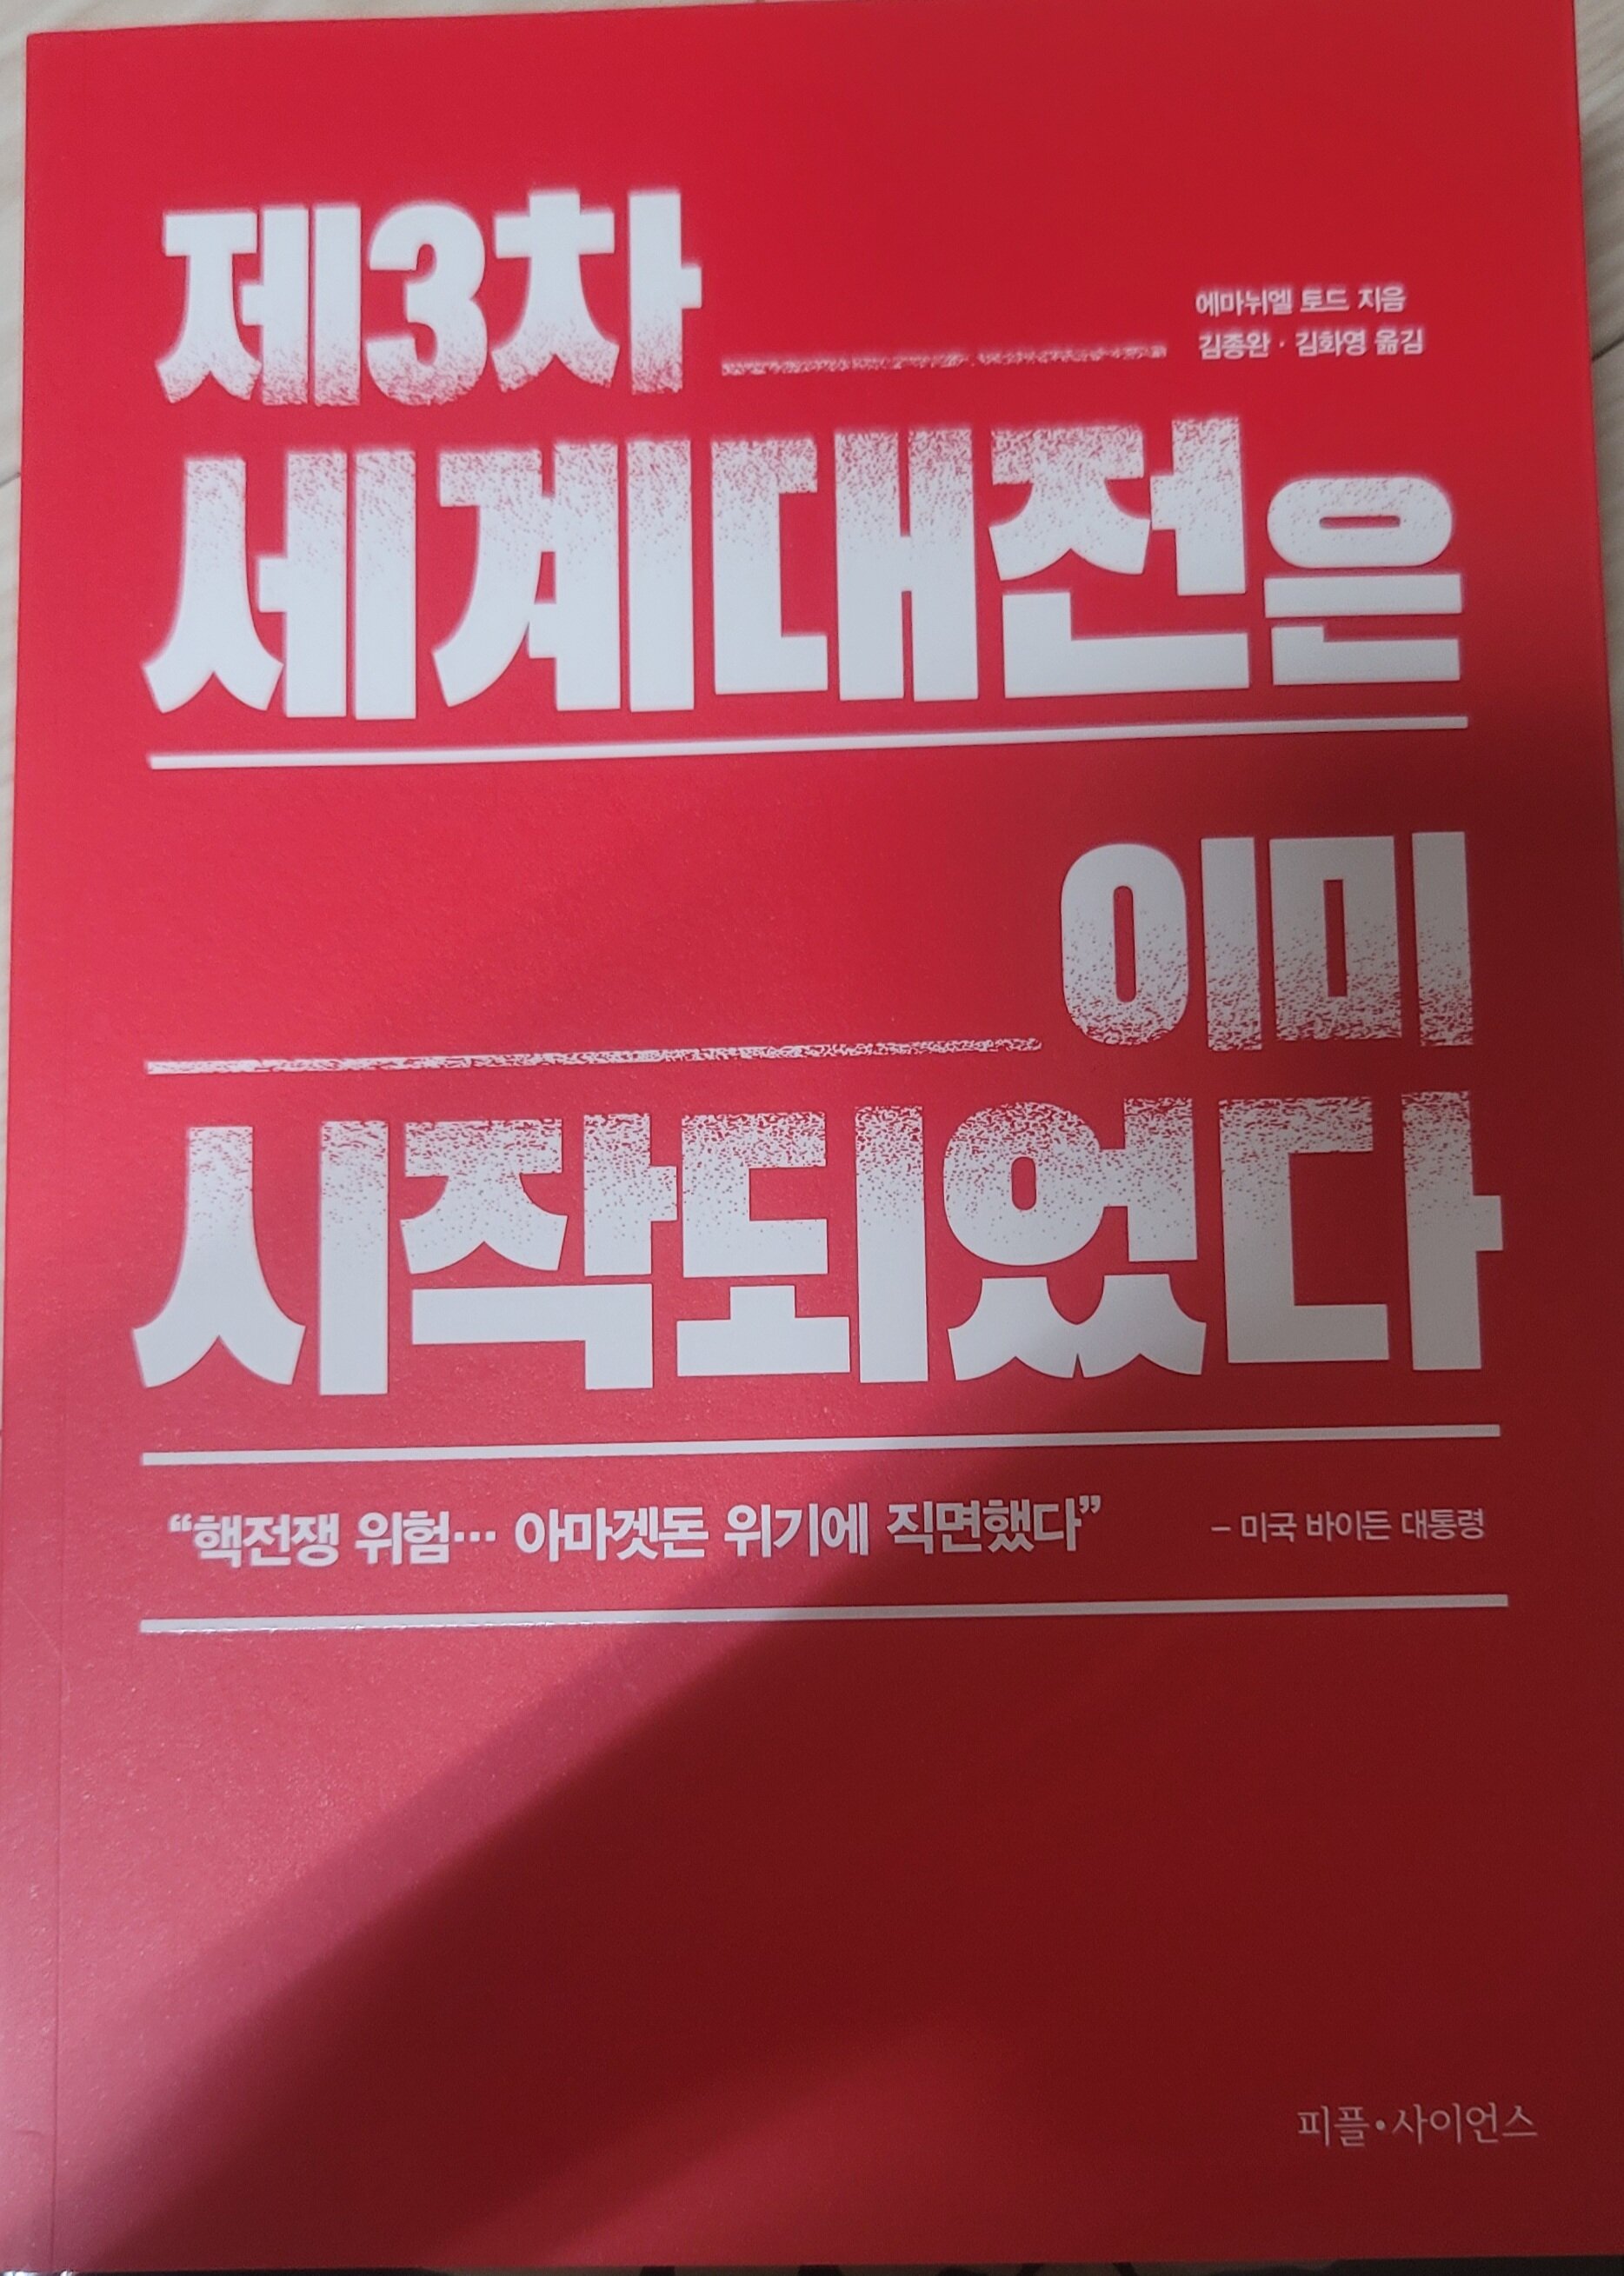 제3차
에마뉘엘 토드 지음
김종완 · 김화영 옮김
세계대전은
이미
시작되었다
“핵전쟁 위험… 아마겟돈 위기에 직면했다”
– 미국 바이든 대통령
피플·사이언스